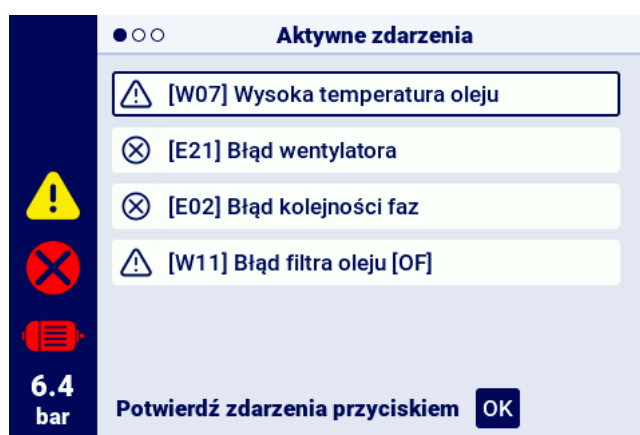 Aktywne zdarzenia
[W07] Wysoka temperatura oleju
[E21] Błąd wentylatora
[E02] Błąd kolejności faz
[W11] Błąd filtra oleju [OF]
6.4
bar
Potwierdź zdarzenia przyciskiem OK